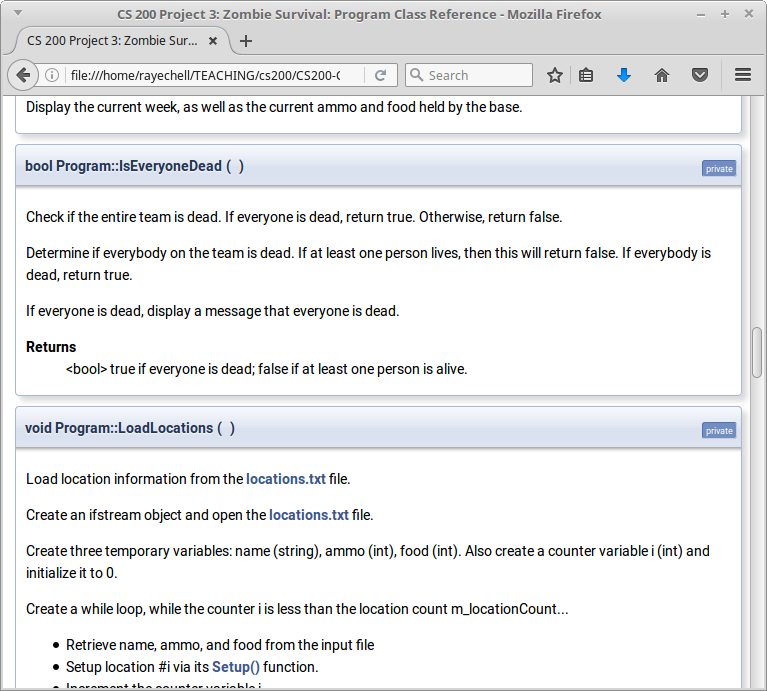 CS 200 Project 3: Zombie Survival: Program Class Reference - Mozilla Firefox
CS 200 Project 3: Zombie Sur...
file:///home/rayechell/TEACHING/cs200/CS200-
Search
Display the current week, as well as the current ammo and food held by the base.
bool Program::IsEveryoneDead ( )
private
Check if the entire team is dead. If everyone is dead, return true. Otherwise, return false.
Determine if everybody on the team is dead. If at least one person lives, then this will return false. If everybody is
dead, return true.
If everyone is dead, display a message that everyone is dead.
Returns
<bool> true if everyone is dead; false if at least one person is alive.
void Program::LoadLocations ( )
private
Load location information from the locations.txt file.
Create an ifstream object and open the locations.txt file.
Create three temporary variables: name (string), ammo (int), food (int). Also create a counter variable i (int) and
initialize it to 0.
Create a while loop, while the counter i is less than the location count m_locationCount...
Retrieve name, ammo, and food from the input file
Setup location #i via its Setup() function.
Increment the counter variable i